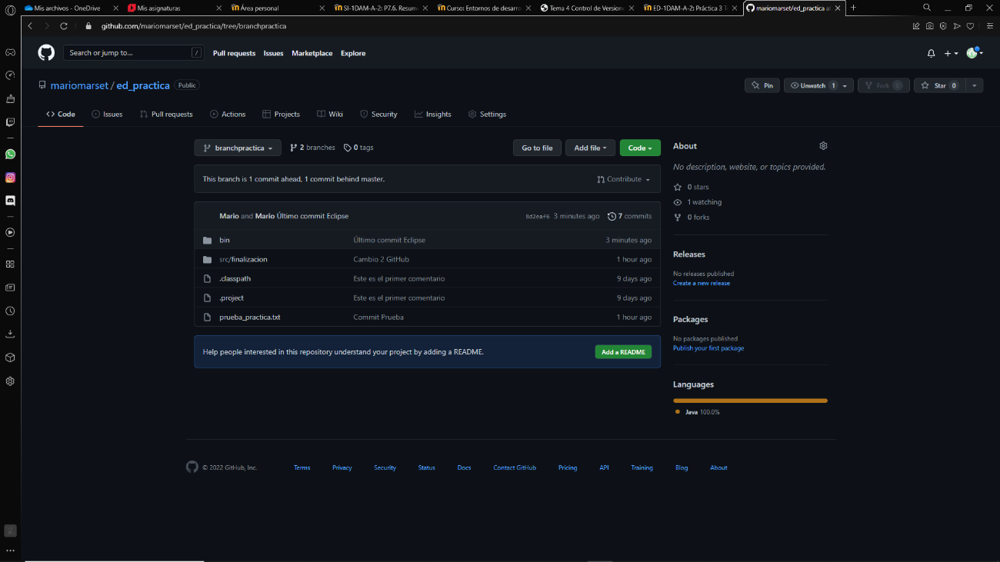 Mis archivos - OneDrive
Mis asignaturas
Área personal
SI-1DAM-A-2: P7.6. Resum
Curso: Entornos de desarro
Tema 4 Control de Version
ED-1DAM-A-2: Práctica 3 T
mariomarset/ed_practica a
github.com/mariomarset/ed_practica/tree/branchpractica
Search or jump to... /
Pull requests Issues Marketplace Explore
mariomarset / ed_practica Public
Pin Unwatch 1 Fork 0 Star 0
Code Issues Pull requests Actions Projects Wiki Security Insights Settings
branchpractica 2 branches 0 tags Go to file Add file Code
This branch is 1 commit ahead, 1 commit behind master. Contribute
Mario and Mario Último commit Eclipse 8d2eaf6 3 minutes ago 7 commits
bin Último commit Eclipse 3 minutes ago
src/finalizacion Cambio 2 GitHub 1 hour ago
.classpath Este es el primer comentario 9 days ago
.project Este es el primer comentario 9 days ago
prueba_practica.txt Commit Prueba 1 hour ago
Help people interested in this repository understand your project by adding a README. Add a README
About
No description, website, or topics provided.
0 stars
1 watching
0 forks
Releases
No releases published
Create a new release
Packages
No packages published
Publish your first package
Languages
Java 100.0%
© 2022 GitHub, Inc. Terms Privacy Security Status Docs Contact GitHub Pricing API Training Blog About